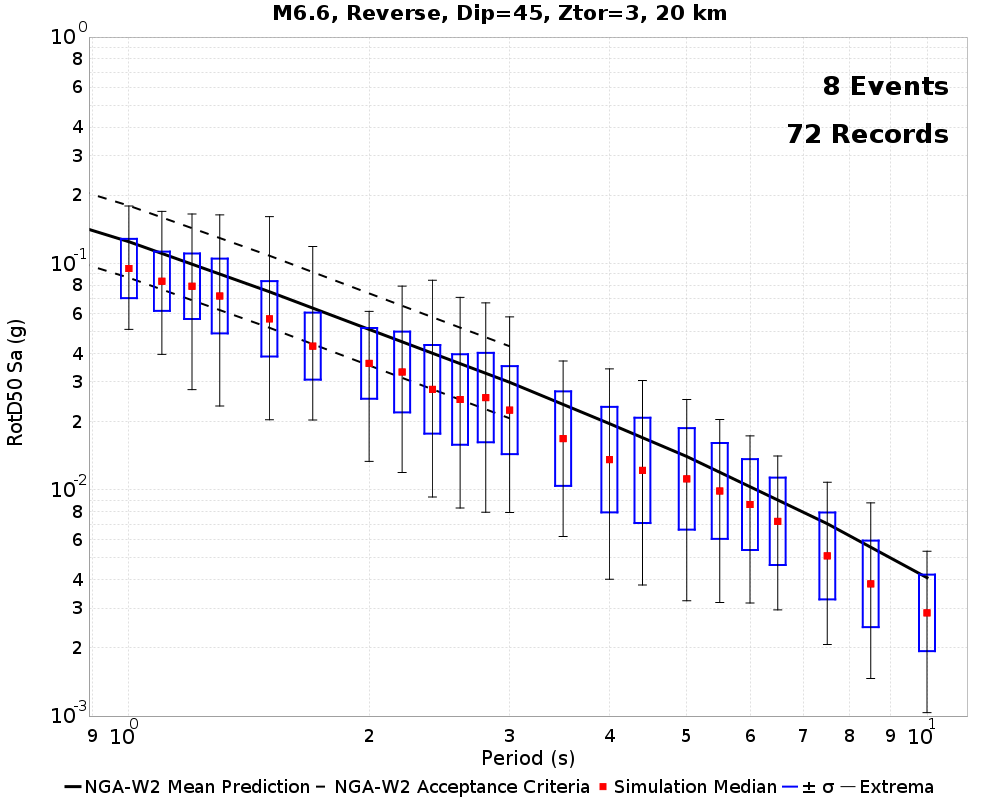 M6.6, Reverse, Dip=45, Ztor=3, 20 km
10^0
8
6
4
3
2
10^-1
8
6
4
3
2
10^-2
8
6
4
3
2
10^-3
RotD50 Sa (g)
8 Events
72 Records
9 10^0 2 3 4 5 6 7 8 9 10^1
Period (s)
NGA-W2 Mean Prediction NGA-W2 Acceptance Criteria Simulation Median ± σ Extrema